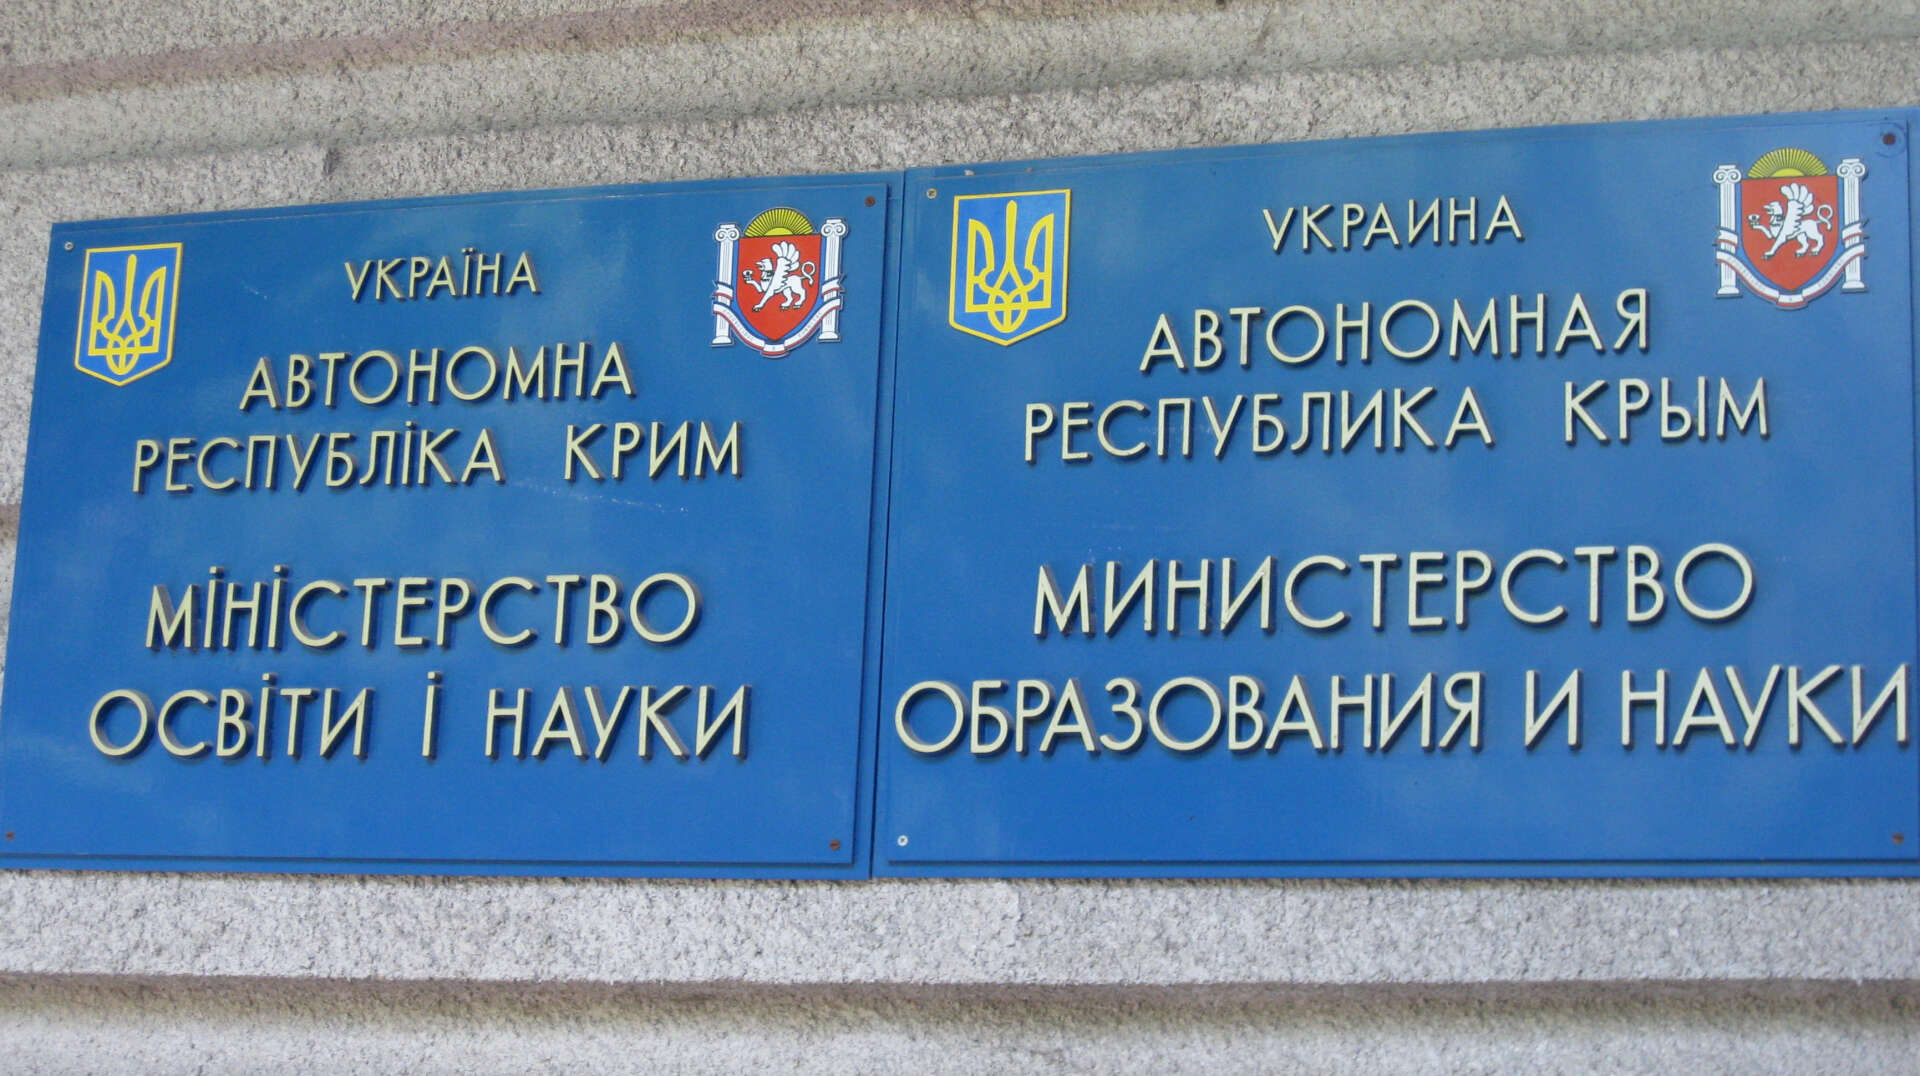 УКРАЇНА
АВТОНОМНА
РЕСПУБЛІКА КРИМ
МІНІСТЕРСТВО
ОСВІТИ І НАУКИ
УКРАИНА
АВТОНОМНАЯ
РЕСПУБЛИКА КРЫМ
МИНИСТЕРСТВО
ОБРАЗОВАНИЯ И НАУКИ